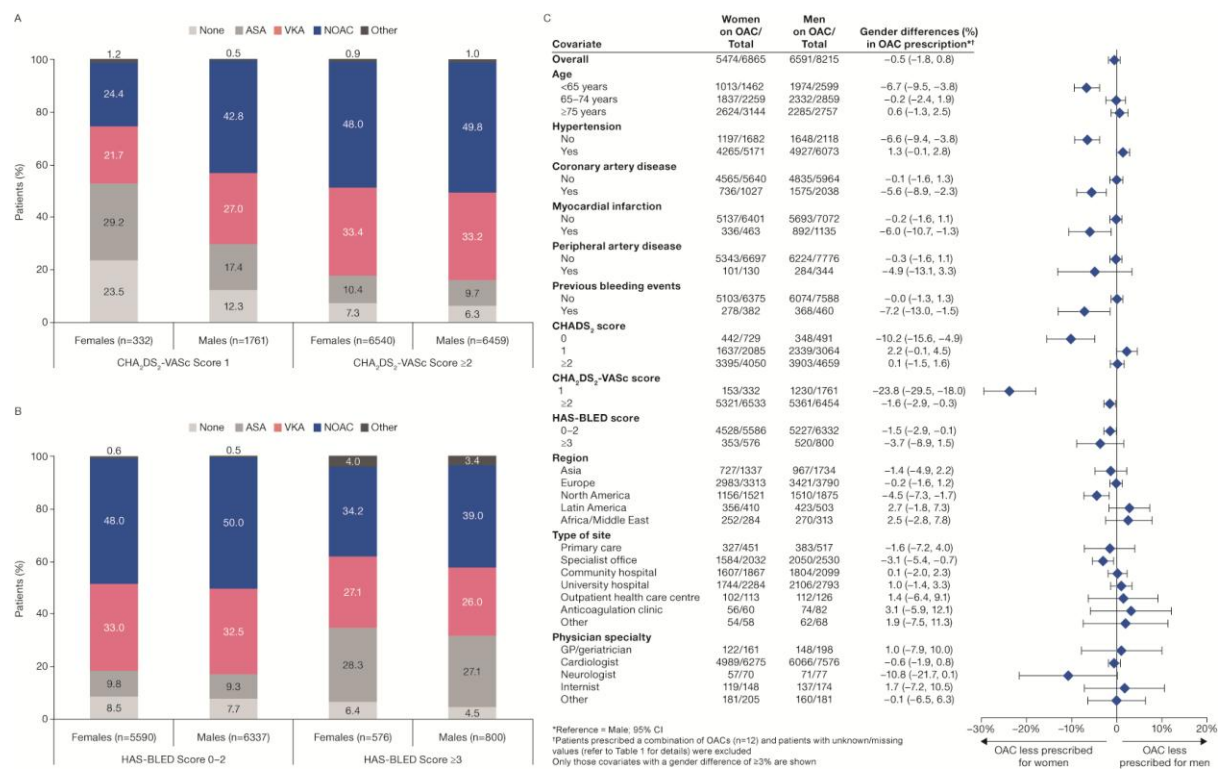 A
None ASA VKA NOAC Other
1.2 0.5 0.9 1.0
100
80
60
40
20
0
Patients (%)
24.4 42.8 48.0 49.8
21.7 27.0 33.4 33.2
29.2 17.4 10.4 9.7
23.5 12.3 7.3 6.3
Females (n=332) Males (n=1761) Females (n=6540) Males (n=6459)
CHA2DS2-VASc Score 1 CHA2DS2-VASc Score ≥2
B
None ASA VKA NOAC Other
0.6 0.5 4.0 3.4
100
80
60
40
20
0
Patients (%)
48.0 50.0 34.2 39.0
33.0 32.5 27.1 26.0
9.8 9.3 28.3 27.1
8.5 7.7 6.4 4.5
Females (n=5590) Males (n=6337) Females (n=576) Males (n=800)
HAS-BLED Score 0–2 HAS-BLED Score ≥3
C
Women Men
on OAC/ on OAC/ Gender differences (%)
Covariate Total Total in OAC prescription*†
Overall 5474/6865 6591/8215 −0.5 (−1.8, 0.8)
Age
<65 years 1013/1462 1974/2599 −6.7 (−9.5, −3.8)
65–74 years 1837/2259 2332/2859 −0.2 (−2.4, 1.9)
≥75 years 2624/3144 2285/2757 0.6 (−1.3, 2.5)
Hypertension
No 1197/1682 1648/2118 −6.6 (−9.4, −3.8)
Yes 4265/5171 4927/6073 1.3 (−0.1, 2.8)
Coronary artery disease
No 4565/5640 4835/5964 −0.1 (−1.6, 1.3)
Yes 736/1027 1575/2038 −5.6 (−8.9, −2.3)
Myocardial infarction
No 5137/6401 5693/7072 −0.2 (−1.6, 1.1)
Yes 336/463 892/1135 −6.0 (−10.7, −1.3)
Peripheral artery disease
No 5343/6697 6224/7776 −0.3 (−1.6, 1.1)
Yes 101/130 284/344 −4.9 (−13.1, 3.3)
Previous bleeding events
No 5103/6375 6074/7588 −0.0 (−1.3, 1.3)
Yes 278/382 368/460 −7.2 (−13.0, −1.5)
CHADS2 score
0 442/729 348/491 −10.2 (−15.6, −4.9)
1 1637/2085 2339/3064 2.2 (−0.1, 4.5)
≥2 3395/4050 3903/4659 0.1 (−1.5, 1.6)
CHA2DS2-VASc score
1 153/332 1230/1761 −23.8 (−29.5, −18.0)
≥2 5321/6533 5361/6454 −1.6 (−2.9, −0.3)
HAS-BLED score
0–2 4528/5586 5227/6332 −1.5 (−2.9, −0.1)
≥3 353/576 520/800 −3.7 (−8.9, 1.5)
Region
Asia 727/1337 967/1734 −1.4 (−4.9, 2.2)
Europe 2983/3313 3421/3790 −0.2 (−1.6, 1.2)
North America 1156/1521 1510/1875 −4.5 (−7.3, −1.7)
Latin America 356/410 423/503 2.7 (−1.8, 7.3)
Africa/Middle East 252/284 270/313 2.5 (−2.8, 7.8)
Type of site
Primary care 327/451 383/517 −1.6 (−7.2, 4.0)
Specialist office 1584/2032 2050/2530 −3.1 (−5.4, −0.7)
Community hospital 1607/1867 1804/2099 0.1 (−2.0, 2.3)
University hospital 1744/2284 2106/2793 1.0 (−1.4, 3.3)
Outpatient health care centre 102/113 112/126 1.4 (−6.4, 9.1)
Anticoagulation clinic 56/60 74/82 3.1 (−5.9, 12.1)
Other 54/58 62/68 1.9 (−7.5, 11.3)
Physician specialty
GP/geriatrician 122/161 148/198 1.0 (−7.9, 10.0)
Cardiologist 4989/6275 6066/7576 −0.6 (−1.9, 0.8)
Neurologist 57/70 71/77 −10.8 (−21.7, 0.1)
Internist 119/148 137/174 1.7 (−7.2, 10.5)
Other 181/205 160/181 −0.1 (−6.5, 6.3)
−30% −20% −10% 0% 10% 20%
OAC less prescribed for women
OAC less prescribed for men
*Reference = Male; 95% CI
†Patients prescribed a combination of OACs (n=12) and patients with unknown/missing
values (refer to Table 1 for details) were excluded
Only those covariates with a gender difference of ≥3% are shown